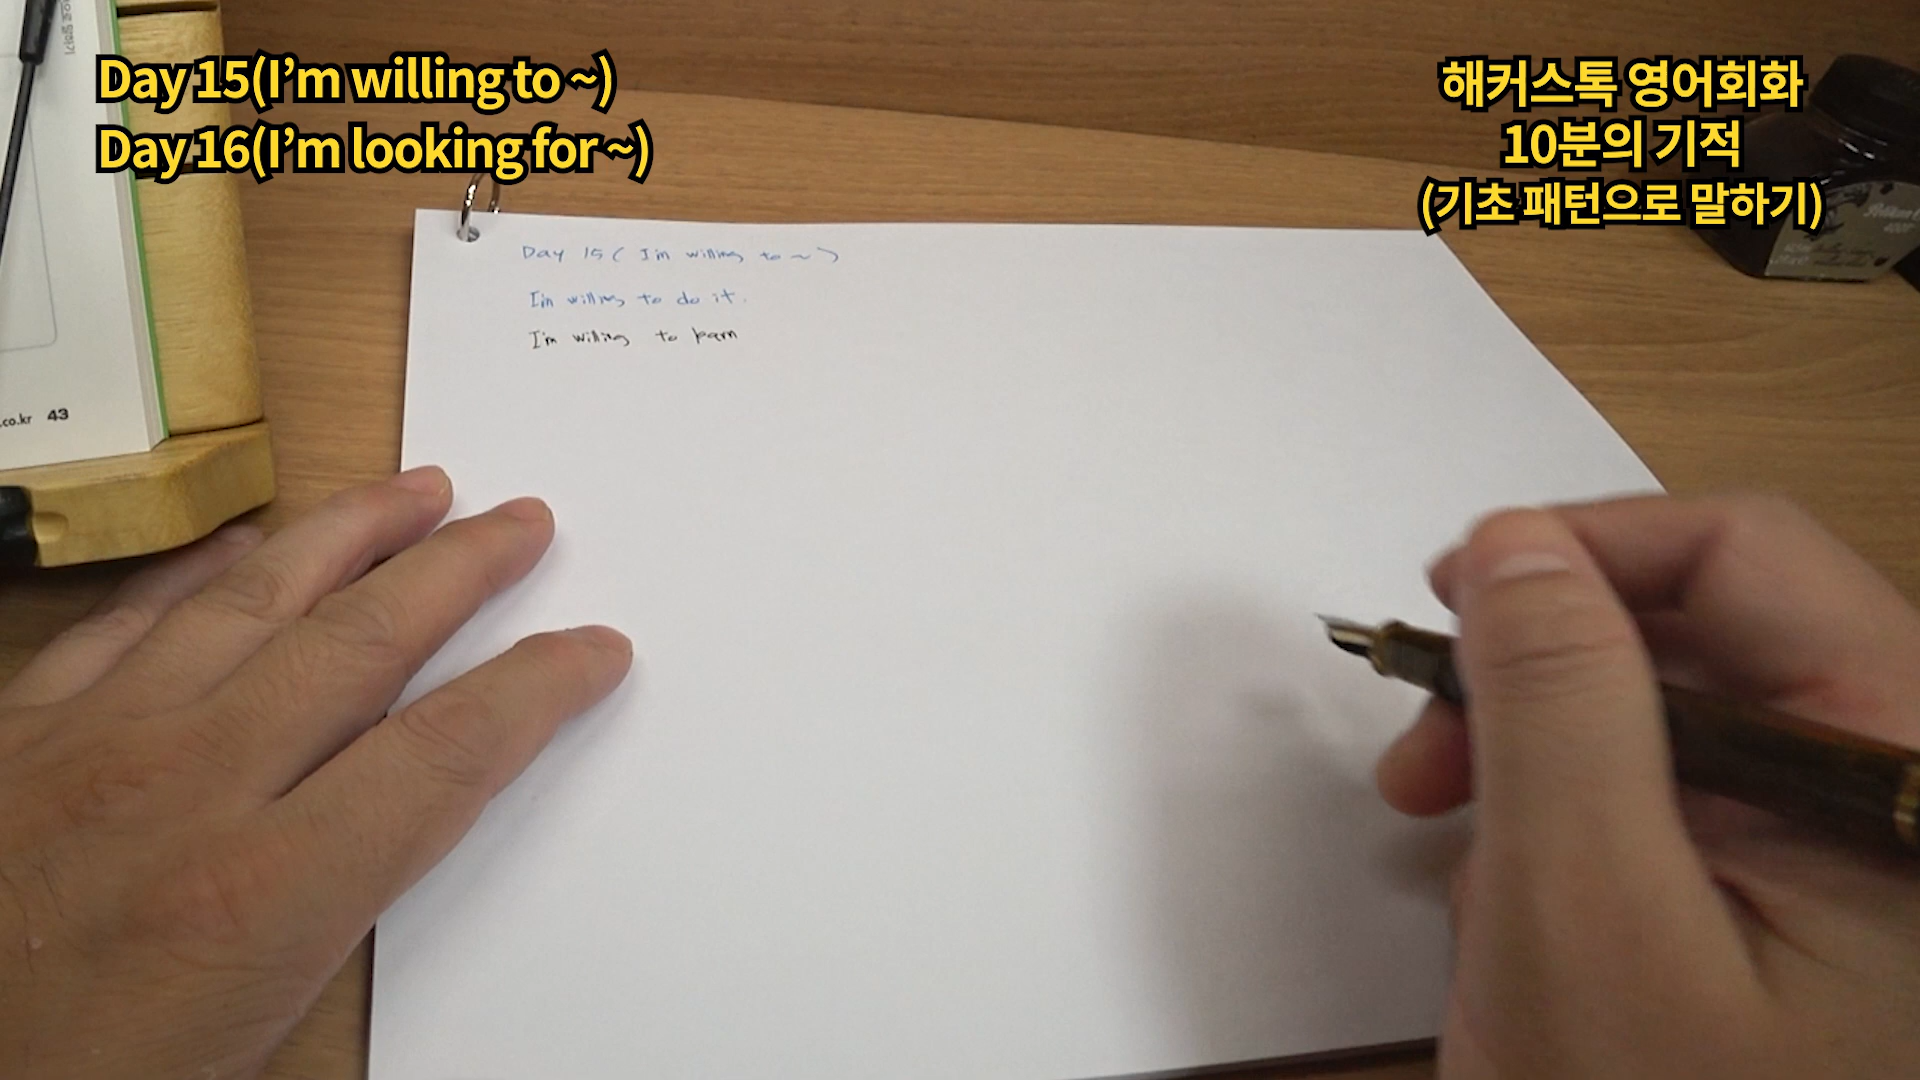 Day 15(I’m willing to ~)
Day 16(I’m looking for ~)
해커스톡 영어회화
10분의 기적
(기초 패턴으로 말하기)
Day 15 ( I'm willing to ~ )
I'm willing to do it.
I'm willing to learn
.co.kr 43
Pelikan